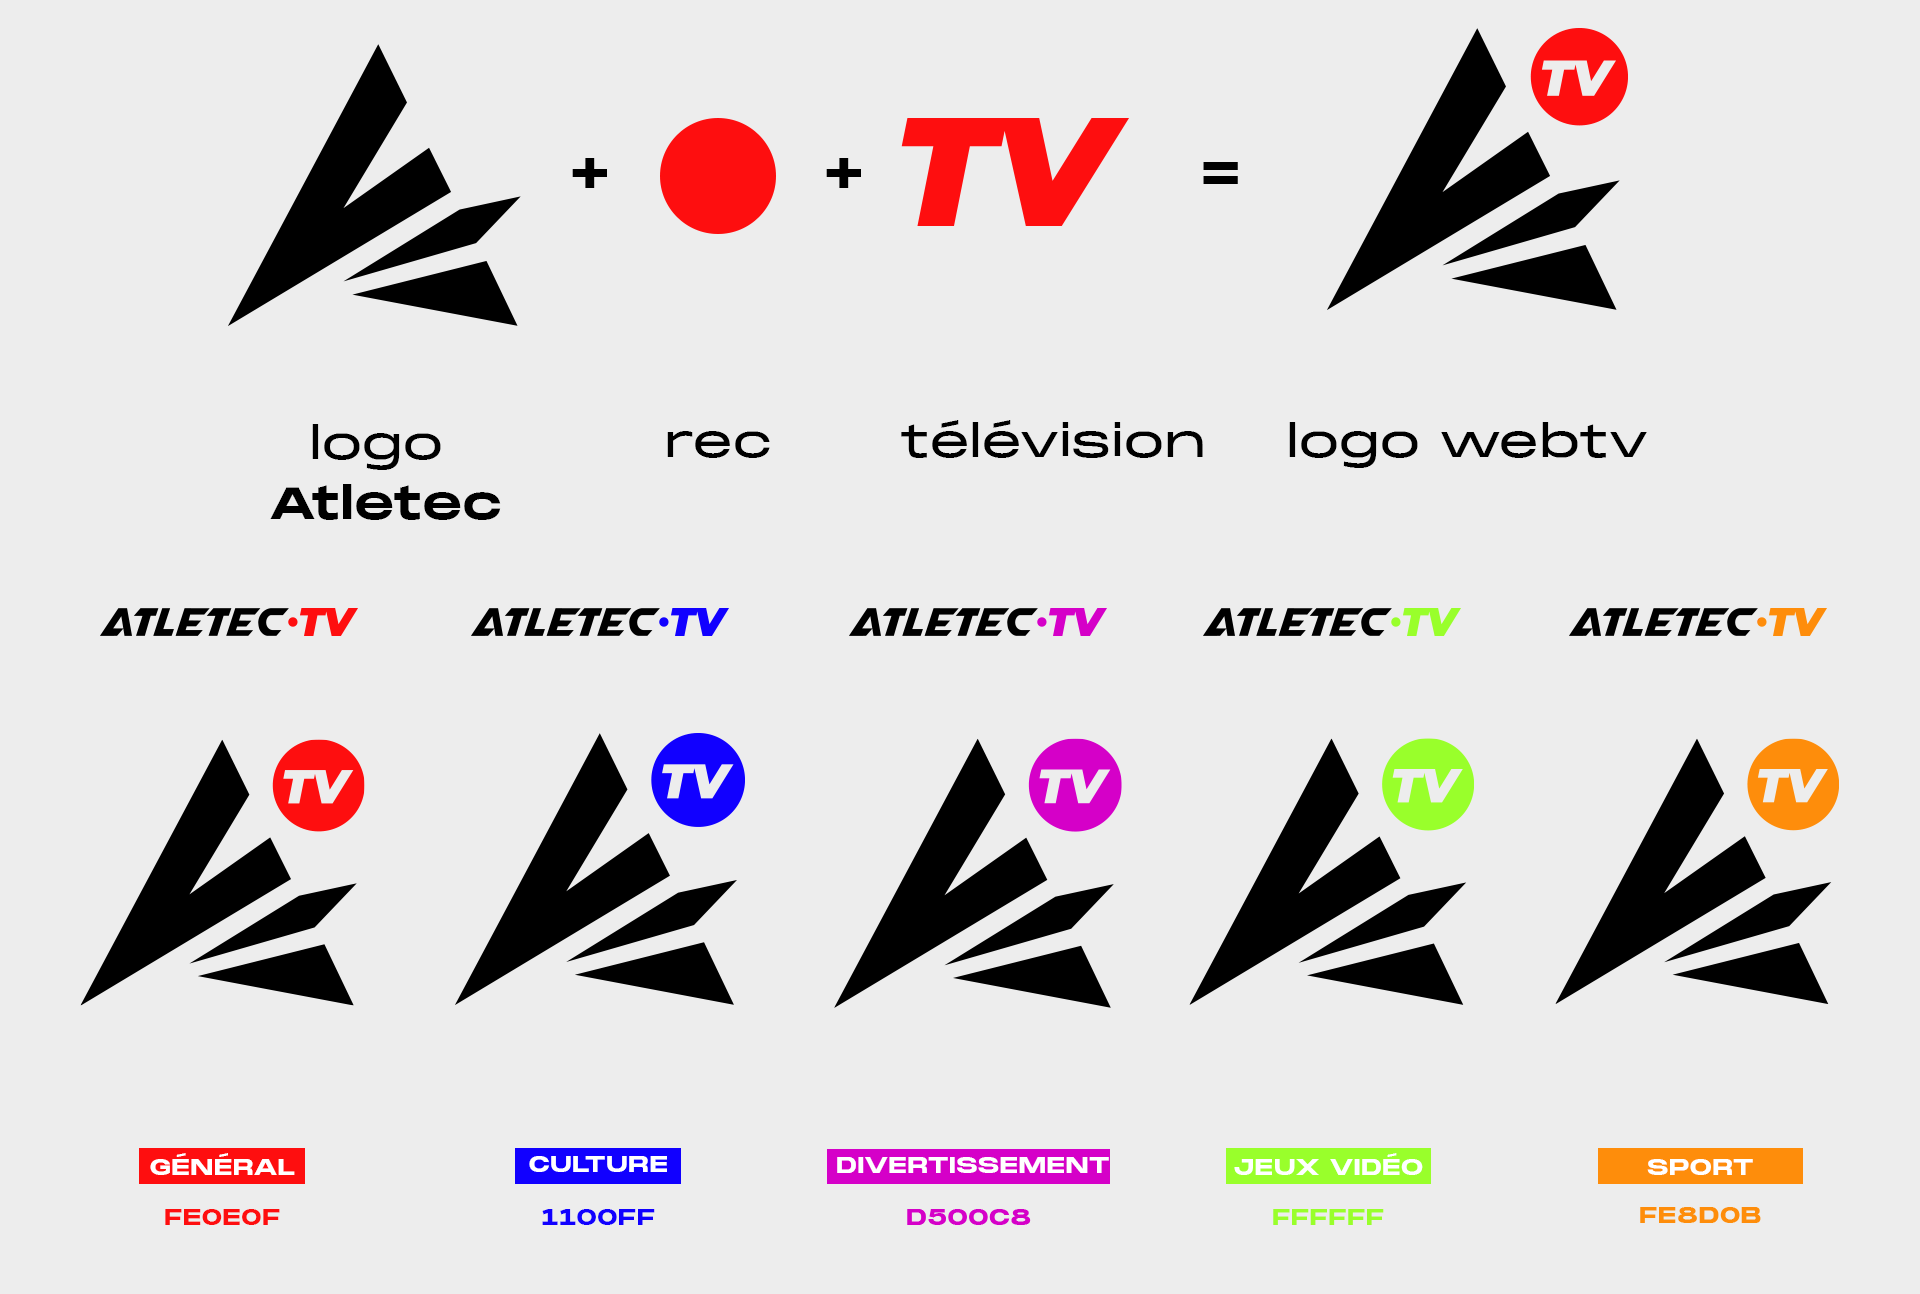 TV
+ + TV =
logo rec télévision logo webtv
Atletec
ATLETEC·TV ATLETEC·TV ATLETEC·TV ATLETEC·TV ATLETEC·TV
TV TV TV TV TV
GÉNÉRAL CULTURE DIVERTISSEMENT JEUX VIDÉO SPORT
FE0E0F 1100FF D500C8 FFFFFF FE8D0B